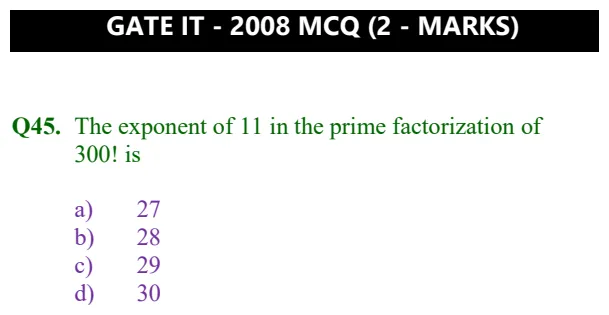 GATE IT - 2008 MCQ (2 - MARKS)
Q45. The exponent of 11 in the prime factorization of
300! is
a) 27
b) 28
c) 29
d) 30